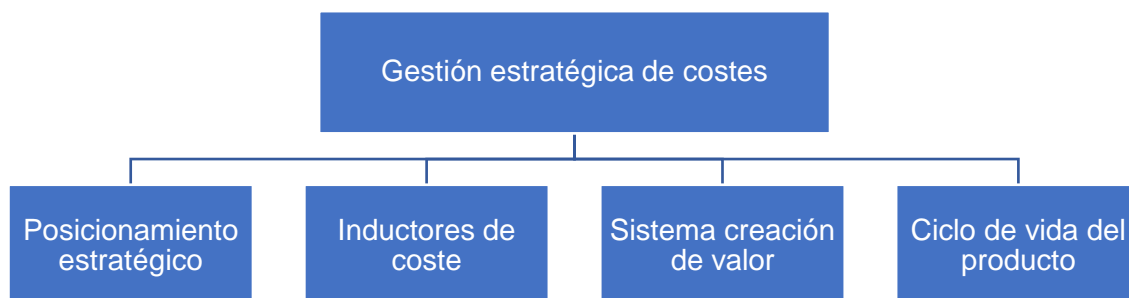 Gestión estratégica de costes
Posicionamiento
estratégico
Inductores de
coste
Sistema creación
de valor
Ciclo de vida del
producto